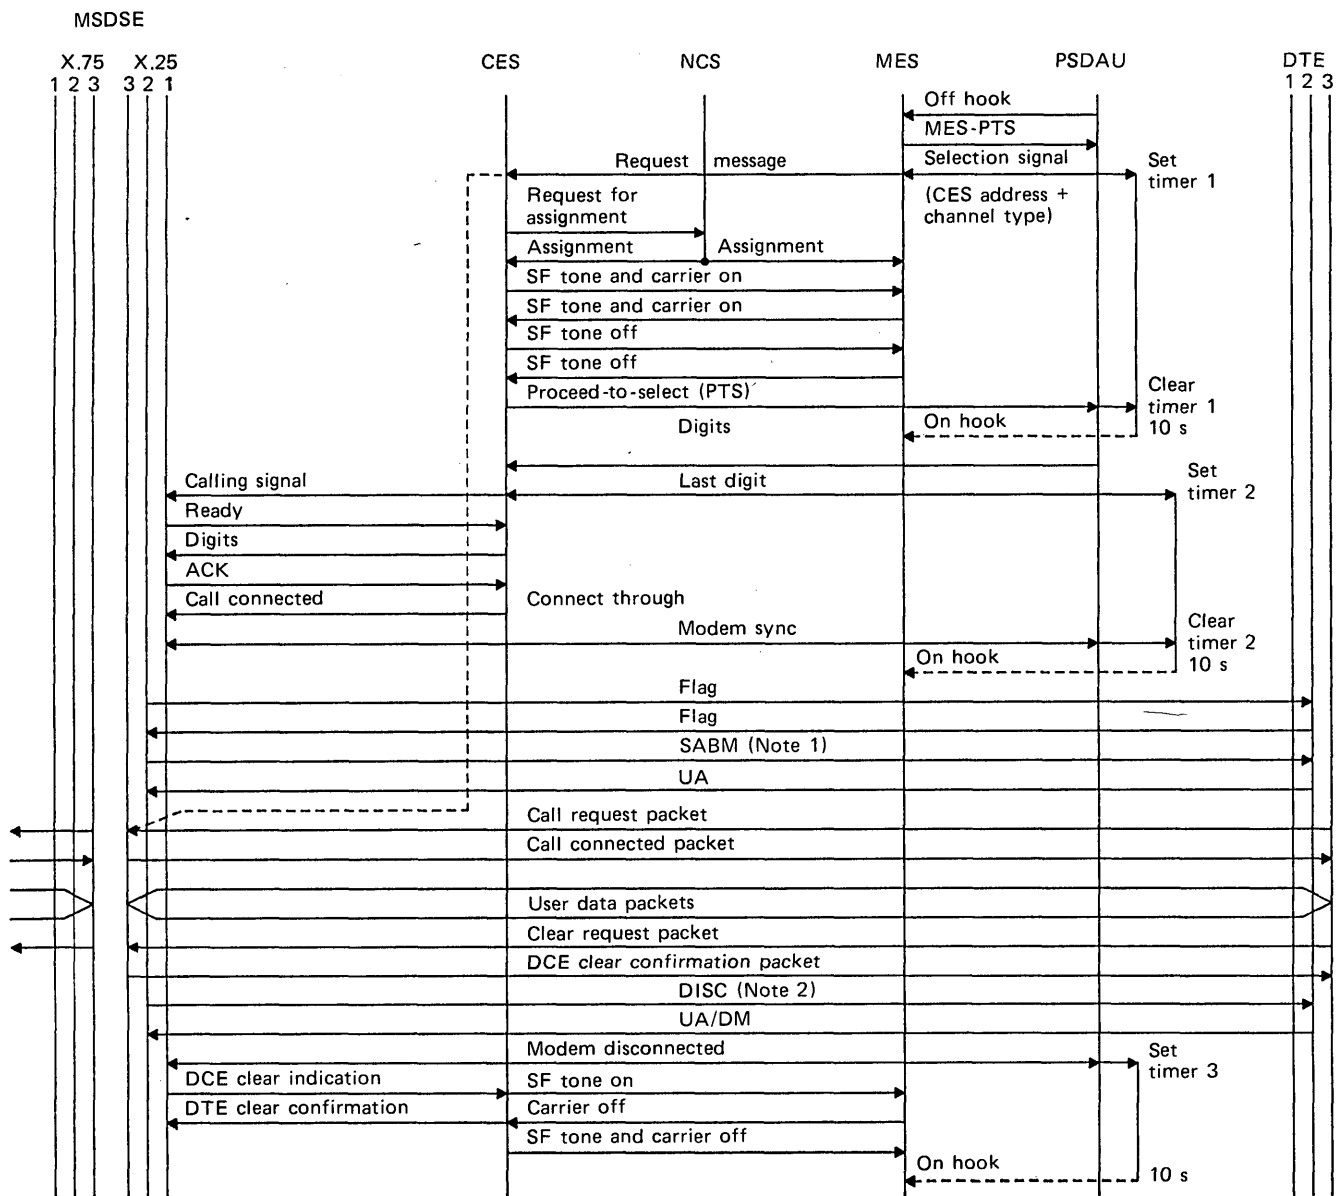 MSDSE
X.75 X.25 CES NCS MES PSDAU DTE
1 2 3 3 2 1 1 2 3
Off hook
MES-PTS
Request message Selection signal Set
timer 1
Request for (CES address +
assignment channel type)
Assignment Assignment
SF tone and carrier on
SF tone and carrier on
SF tone off
SF tone off
Proceed-to-select (PTS) Clear
timer 1
Digits On hook 10 s
Calling signal Last digit Set
timer 2
Ready
Digits
ACK
Call connected Connect through
Modem sync Clear
timer 2
On hook 10 s
Flag
Flag
SABM (Note 1)
UA
Call request packet
Call connected packet
User data packets
Clear request packet
DCE clear confirmation packet
DISC (Note 2)
UA/DM
Modem disconnected Set
timer 3
DCE clear indication SF tone on
DTE clear confirmation Carrier off
SF tone and carrier off
On hook 10 s